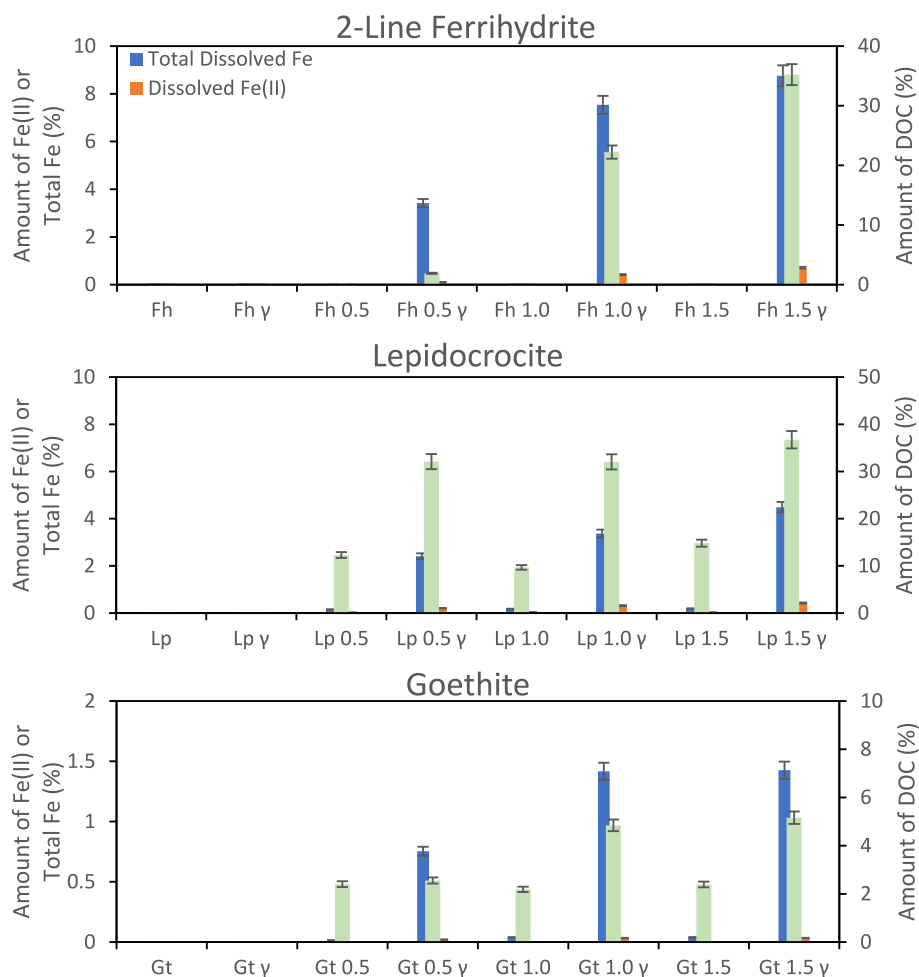 2-Line Ferrihydrite
Amount of Fe(II) or
Total Fe (%)
10
8
6
4
2
0
Total Dissolved Fe
Dissolved Fe(II)
40
30
20
10
0
Amount of DOC (%)
Fh Fh γ Fh 0.5 Fh 0.5 γ Fh 1.0 Fh 1.0 γ Fh 1.5 Fh 1.5 γ
Lepidocrocite
Amount of Fe(II) or
Total Fe (%)
10
8
6
4
2
0
50
40
30
20
10
0
Amount of DOC (%)
Lp Lp γ Lp 0.5 Lp 0.5 γ Lp 1.0 Lp 1.0 γ Lp 1.5 Lp 1.5 γ
Goethite
Amount of Fe(II) or
Total Fe (%)
2
1.5
1
0.5
0
10
8
6
4
2
0
Amount of DOC (%)
Gt Gt γ Gt 0.5 Gt 0.5 γ Gt 1.0 Gt 1.0 γ Gt 1.5 Gt 1.5 γ